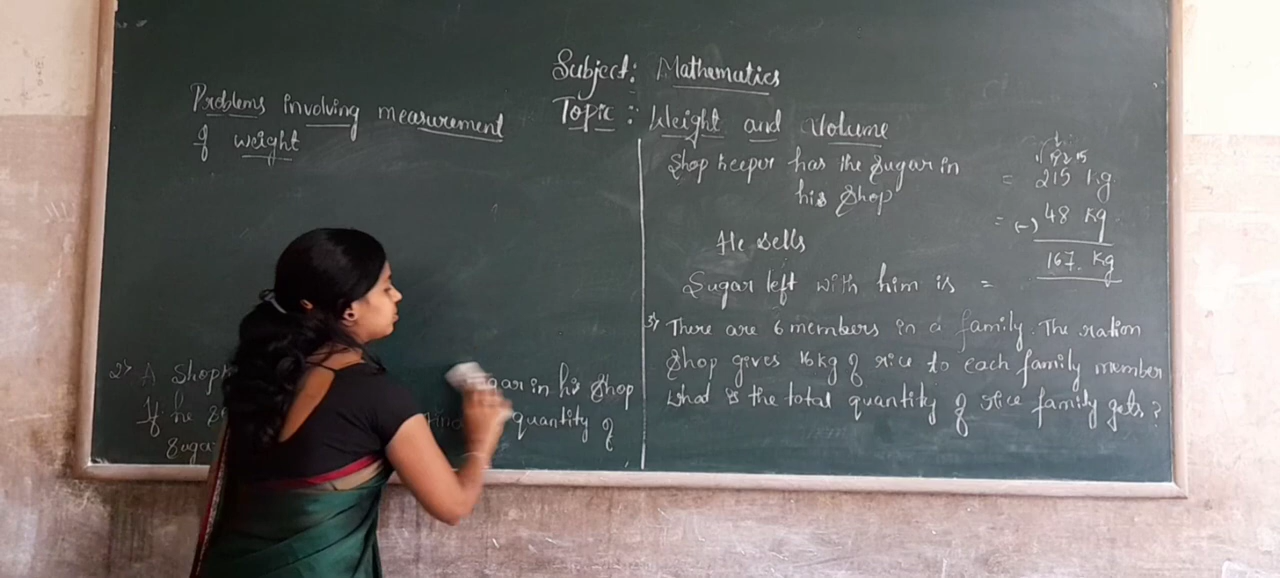 Subject: Mathematics
Topic: Weight and Volume
Problems involving measurement
of weight
2) A Shop gar in his Shop
If he quantity of
Suga
Shop keeper has the Sugar in
his Shop
= 215 kg
He sells
= (-) 48 kg
Sugar left with him is =
167. kg
3) There are 6 members in a family. The ration
Shop gives 16kg of rice to each family member
what is the total quantity of rice family gets?